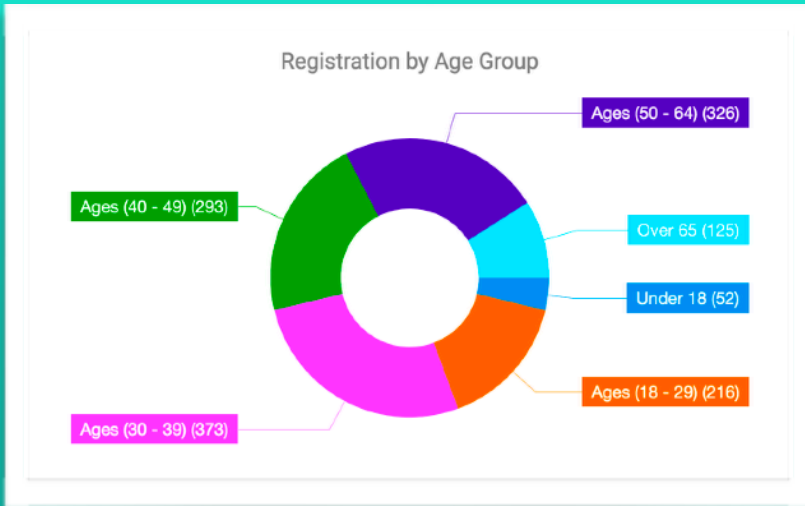 Registration by Age Group
Ages (50 - 64) (326)
Ages (40 - 49) (293)
Over 65 (125)
Under 18 (52)
Ages (18 - 29) (216)
Ages (30 - 39) (373)